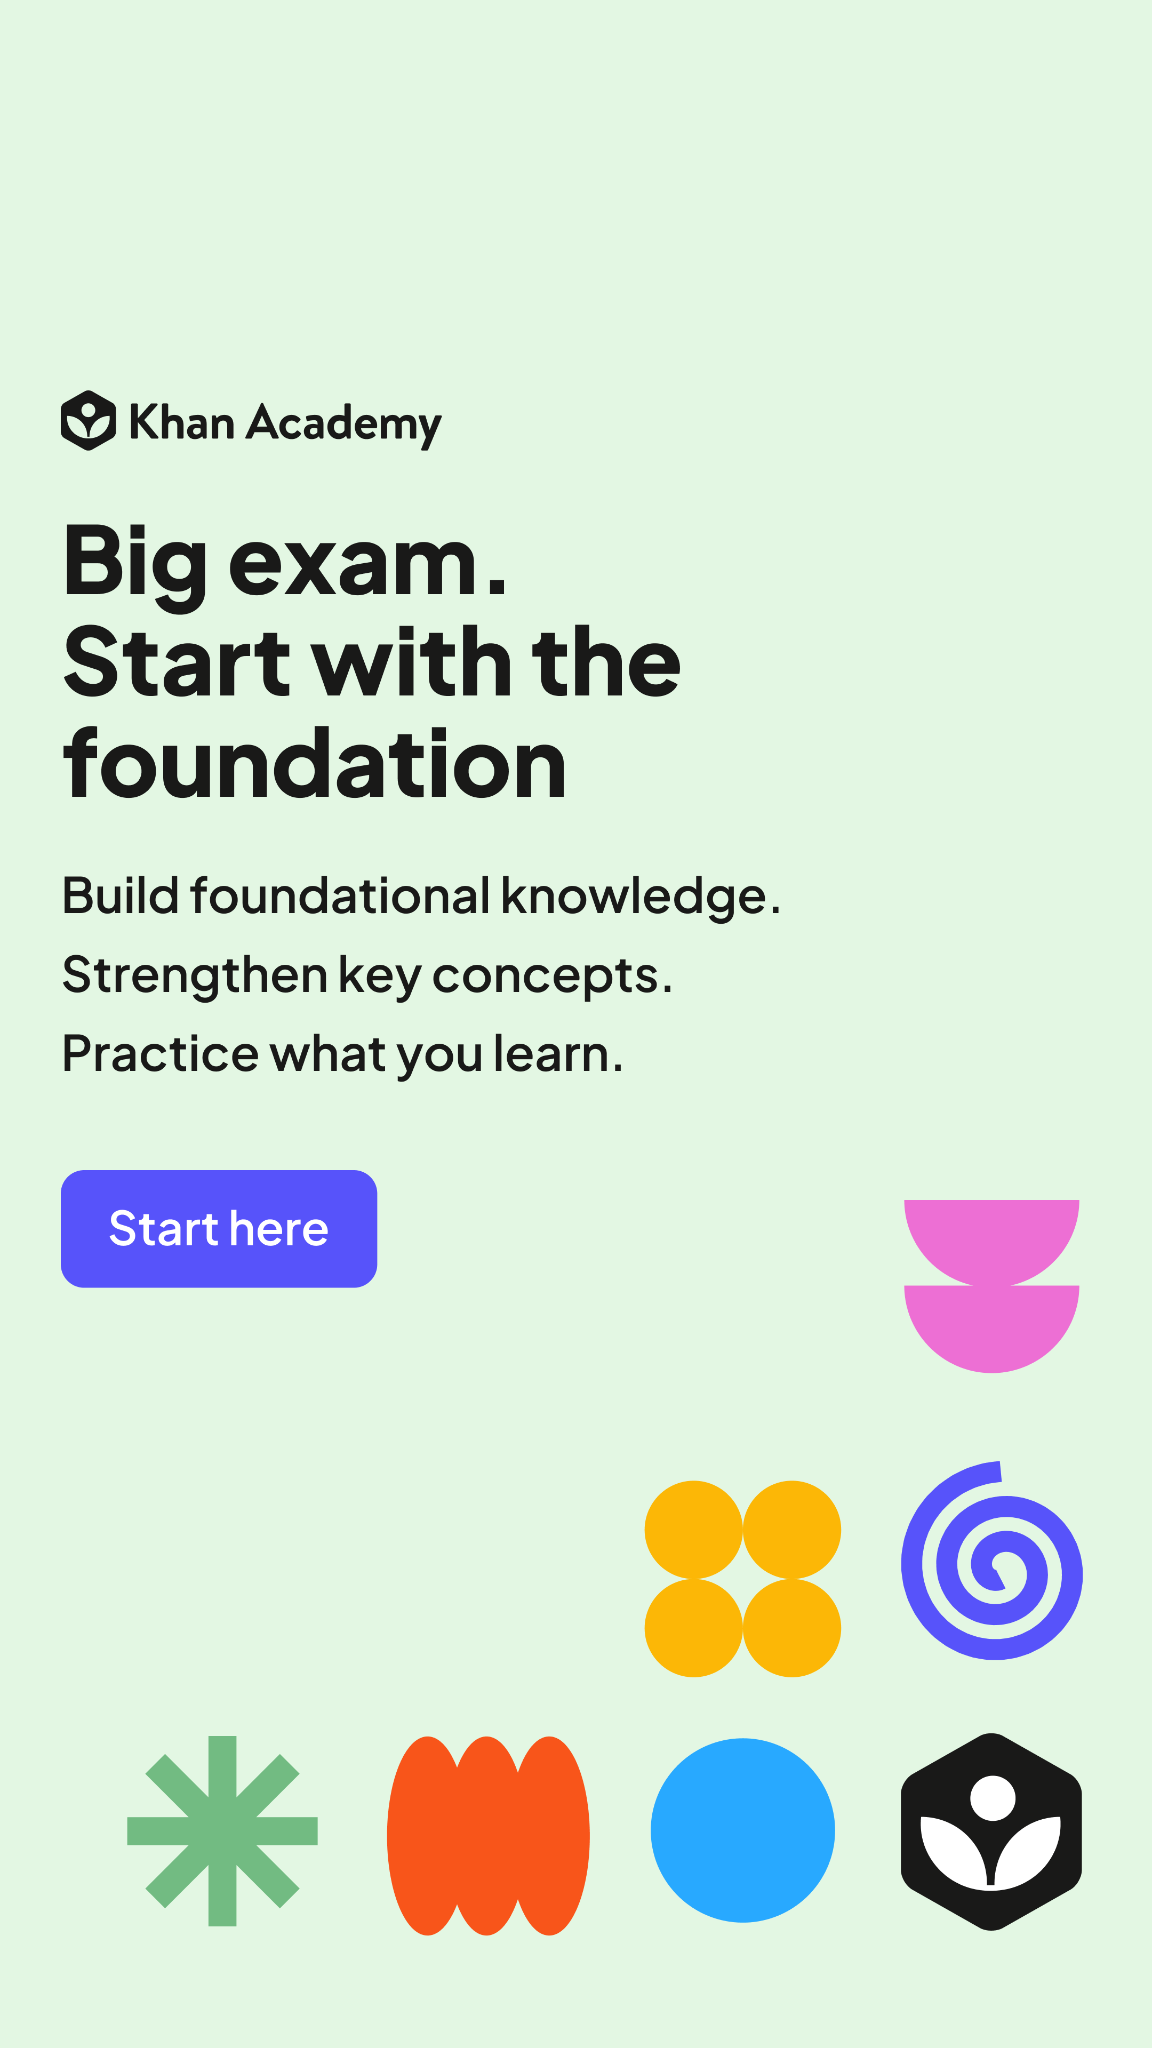 Khan Academy
Big exam.
Start with the
foundation
Build foundational knowledge.
Strengthen key concepts.
Practice what you learn.
Start here